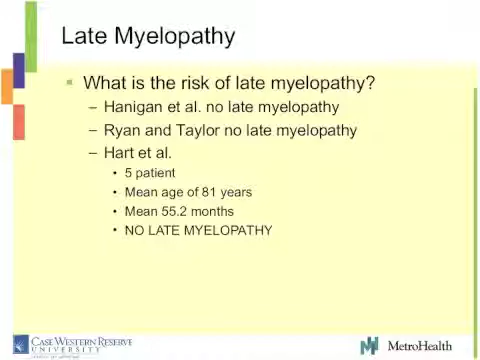 Late Myelopathy
What is the risk of late myelopathy?
– Hanigan et al. no late myelopathy
– Ryan and Taylor no late myelopathy
– Hart et al.
• 5 patient
• Mean age of 81 years
• Mean 55.2 months
• NO LATE MYELOPATHY
CASE WESTERN RESERVE
UNIVERSITY
MetroHealth